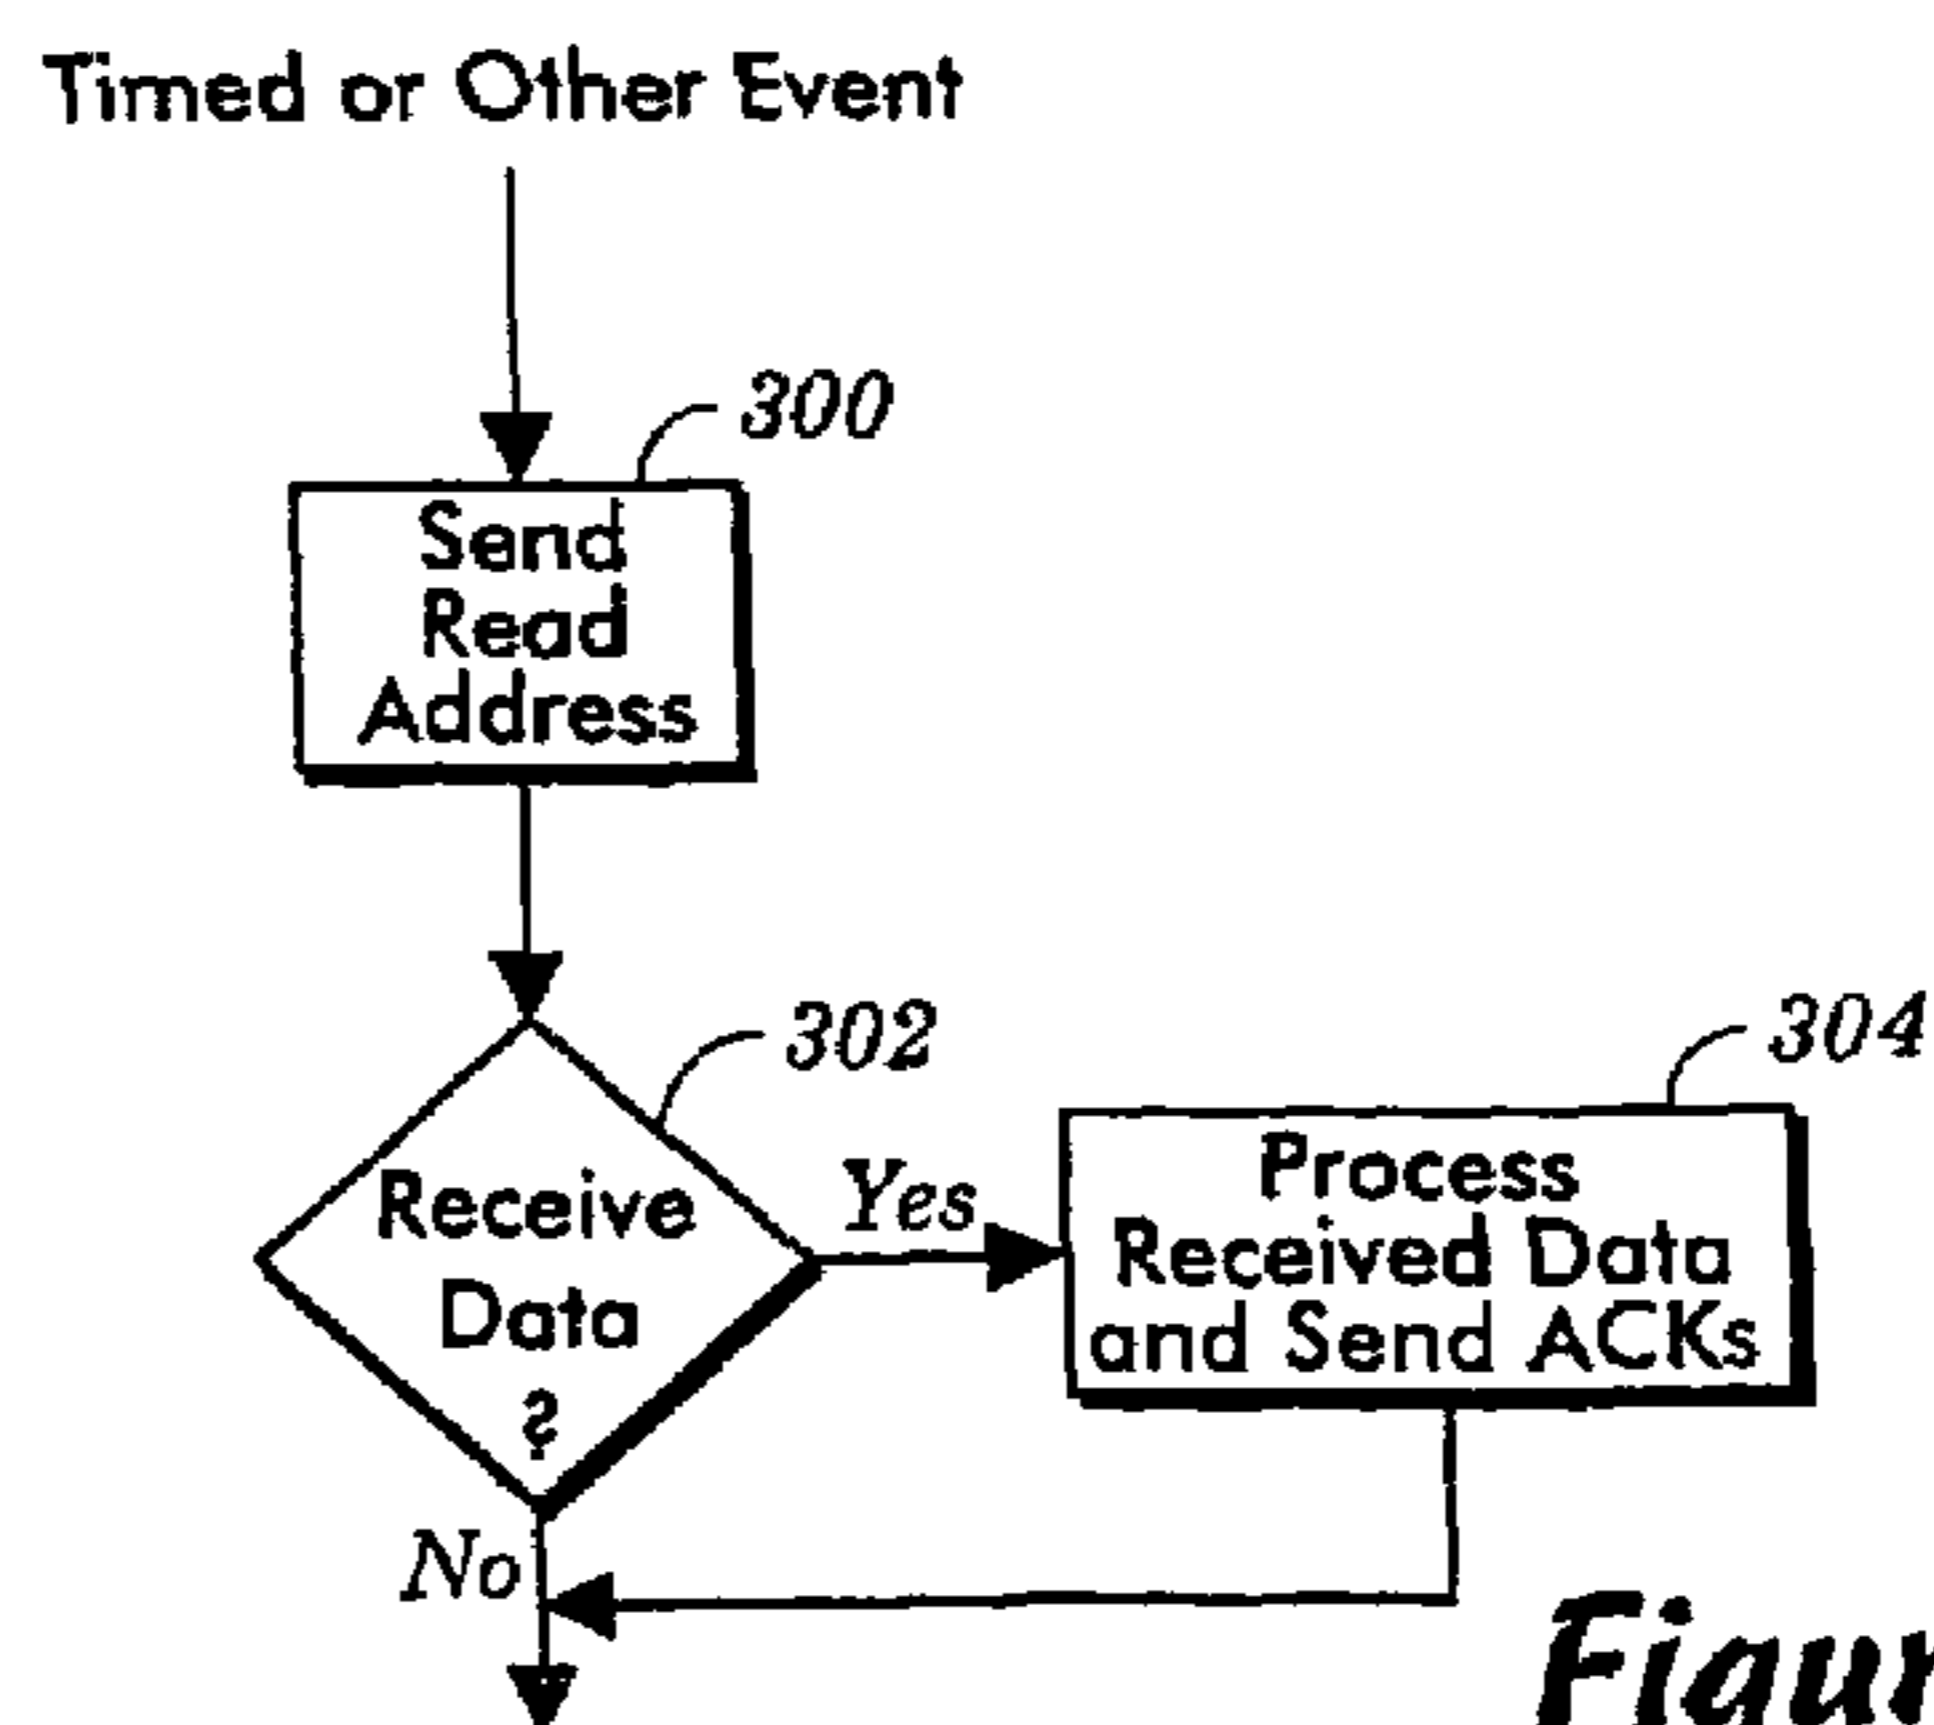 Timed or Other Event
300
Send
Read
Address
302
304
Receive
Data
?
Yes
Process
Received Data
and Send ACKs
No